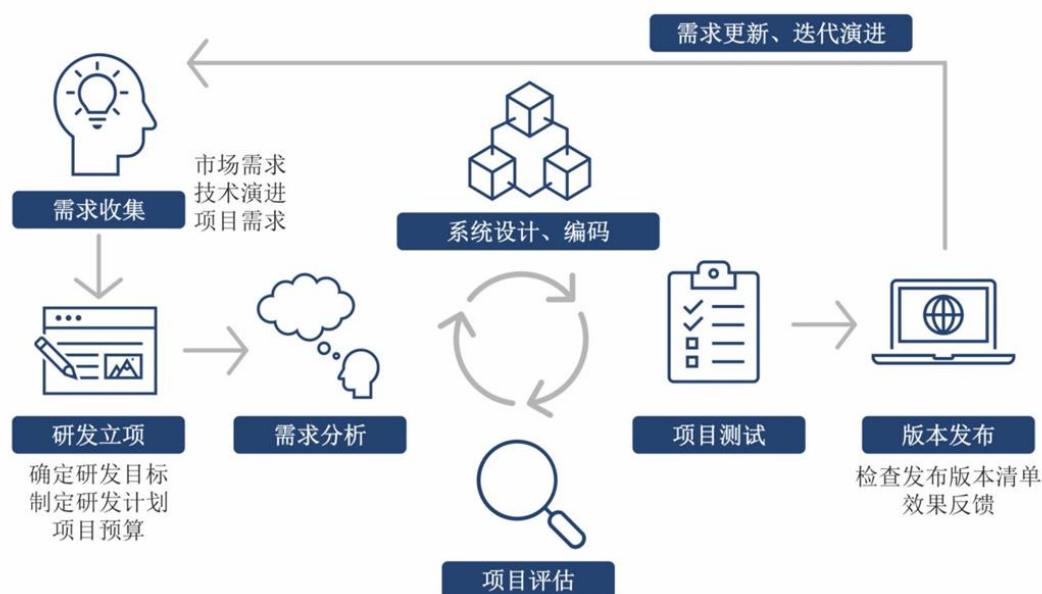 需求更新、迭代演进
需求收集
市场需求
技术演进
项目需求
系统设计、编码
研发立项
确定研发目标
制定研发计划
项目预算
需求分析
项目测试
版本发布
检查发布版本清单
效果反馈
项目评估